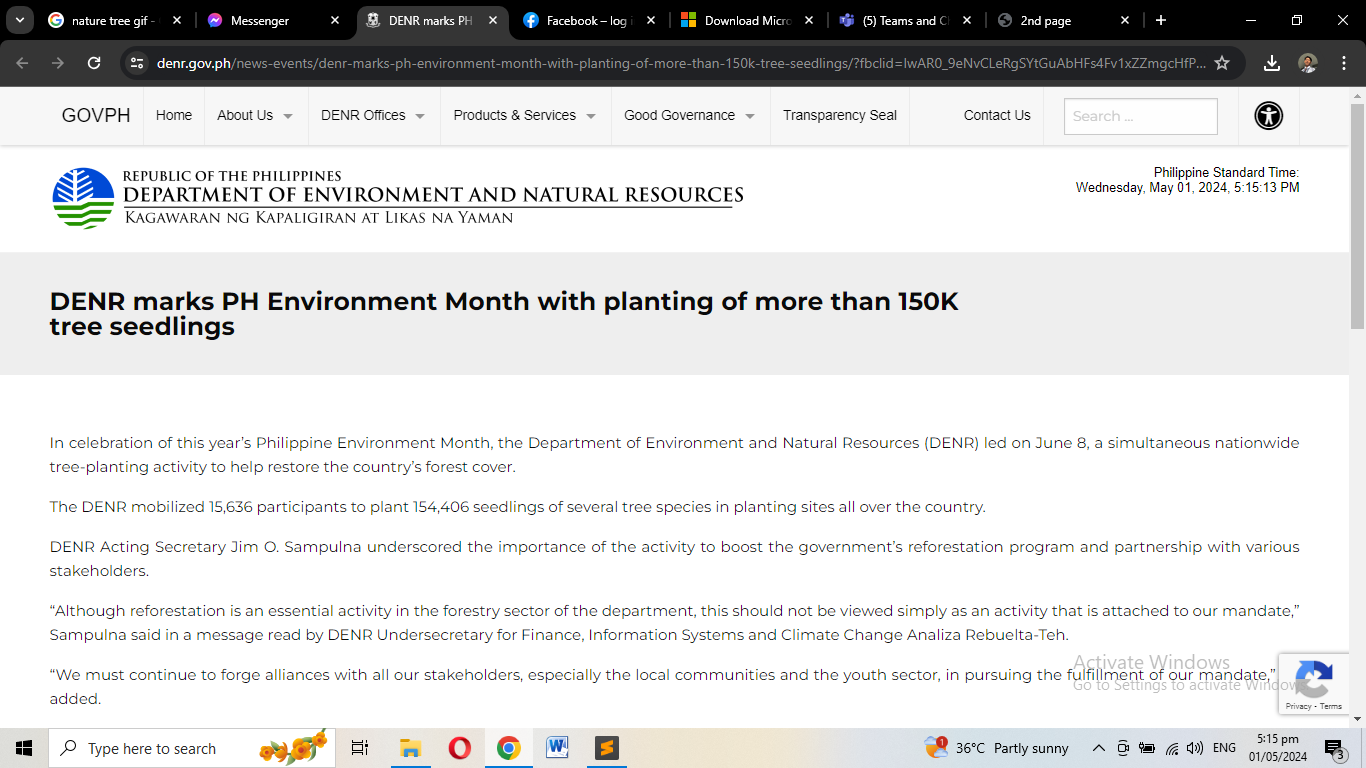 nature tree gif -
Messenger
DENR marks PH
Facebook – log i
Download Micro
(5) Teams and C
2nd page
denr.gov.ph/news-events/denr-marks-ph-environment-month-with-planting-of-more-than-150k-tree-seedlings/?fbclid=IwAR0_9eNvCLeRgSYtGuAbHFs4Fv1xZZmgcHfP...
GOVPH Home About Us DENR Offices Products & Services Good Governance Transparency Seal Contact Us Search ...
REPUBLIC OF THE PHILIPPINES
DEPARTMENT OF ENVIRONMENT AND NATURAL RESOURCES
KAGAWARAN NG KAPALIGIRAN AT LIKAS NA YAMAN
Philippine Standard Time:
Wednesday, May 01, 2024, 5:15:13 PM
DENR marks PH Environment Month with planting of more than 150K
tree seedlings
In celebration of this year’s Philippine Environment Month, the Department of Environment and Natural Resources (DENR) led on June 8, a simultaneous nationwide
tree-planting activity to help restore the country’s forest cover.
The DENR mobilized 15,636 participants to plant 154,406 seedlings of several tree species in planting sites all over the country.
DENR Acting Secretary Jim O. Sampulna underscored the importance of the activity to boost the government’s reforestation program and partnership with various
stakeholders.
“Although reforestation is an essential activity in the forestry sector of the department, this should not be viewed simply as an activity that is attached to our mandate,”
Sampulna said in a message read by DENR Undersecretary for Finance, Information Systems and Climate Change Analiza Rebuelta-Teh.
“We must continue to forge alliances with all our stakeholders, especially the local communities and the youth sector, in pursuing the fulfillment of our mandate,”
added.
Activate Windows
Go to Settings to activate Windows
Privacy - Terms
Type here to search
36°C Partly sunny
ENG
5:15 pm
01/05/2024
3